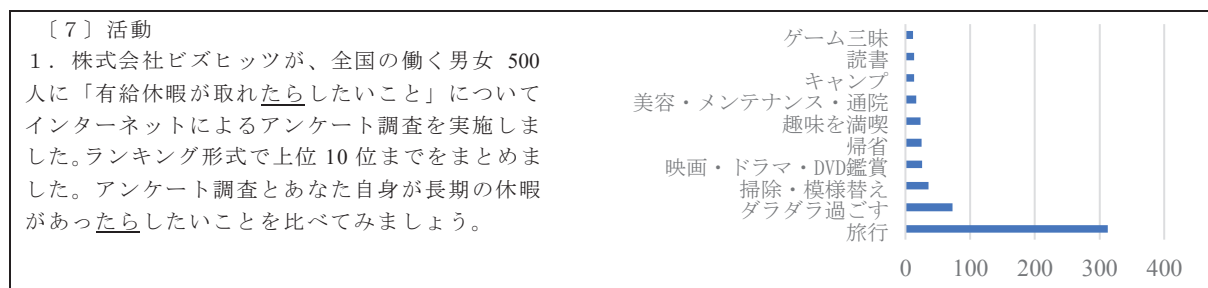 〔７〕活動
１．株式会社ビズヒッツが、全国の働く男女 500
人に「有給休暇が取れたらしたいこと」について
インターネットによるアンケート調査を実施しま
した。ランキング形式で上位 10 位までをまとめま
した。アンケート調査とあなた自身が長期の休暇
があったらしたいことを比べてみましょう。
ゲーム三昧
読書
キャンプ
美容・メンテナンス・通院
趣味を満喫
帰省
映画・ドラマ・DVD鑑賞
掃除・模様替え
ダラダラ過ごす
旅行
0 100 200 300 400